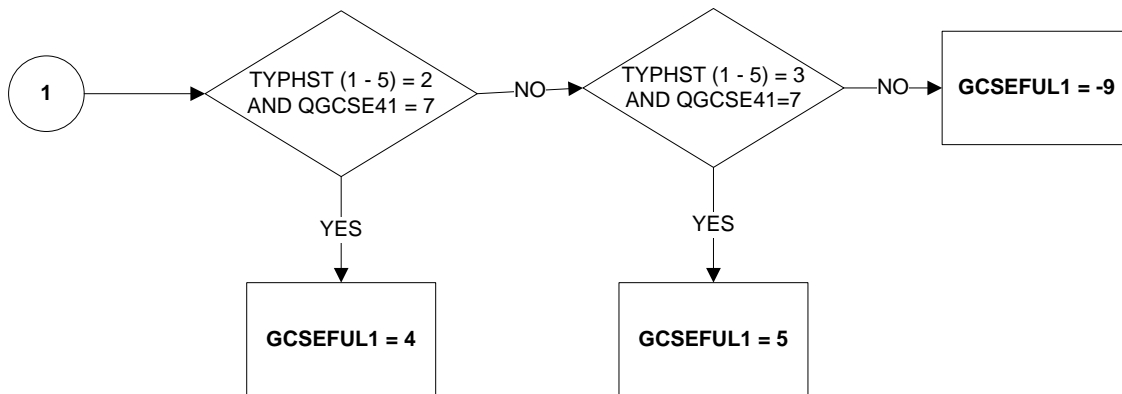 1
TYPHST (1 - 5) = 2
AND QGCSE41 = 7
NO
TYPHST (1 - 5) = 3
AND QGCSE41=7
NO
GCSEFUL1 = -9
YES
YES
GCSEFUL1 = 4
GCSEFUL1 = 5